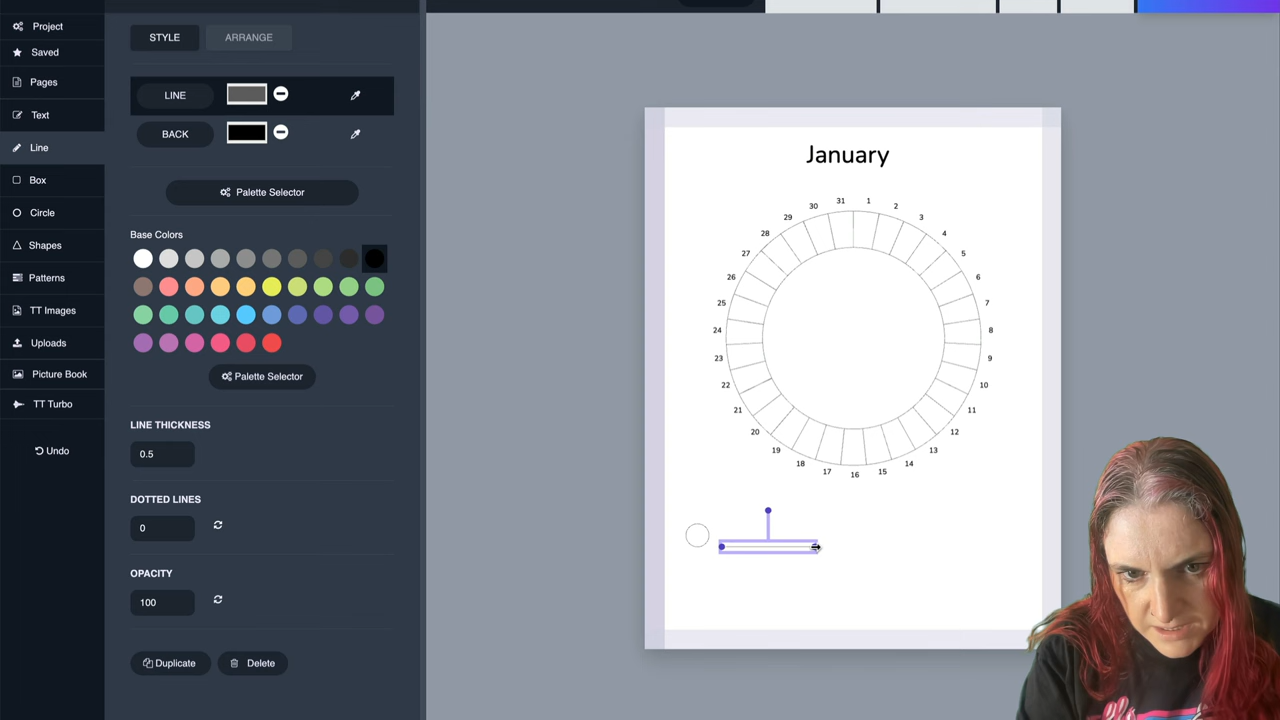 Project
Saved
Pages
Text
Line
Box
Circle
Shapes
Patterns
TT Images
Uploads
Picture Book
TT Turbo
Undo
STYLE
ARRANGE
LINE
BACK
Palette Selector
Base Colors
Palette Selector
LINE THICKNESS
0.5
DOTTED LINES
0
OPACITY
100
Duplicate
Delete
January
1
2
3
4
5
6
7
8
9
10
11
12
13
14
15
16
17
18
19
20
21
22
23
24
25
26
27
28
29
30
31